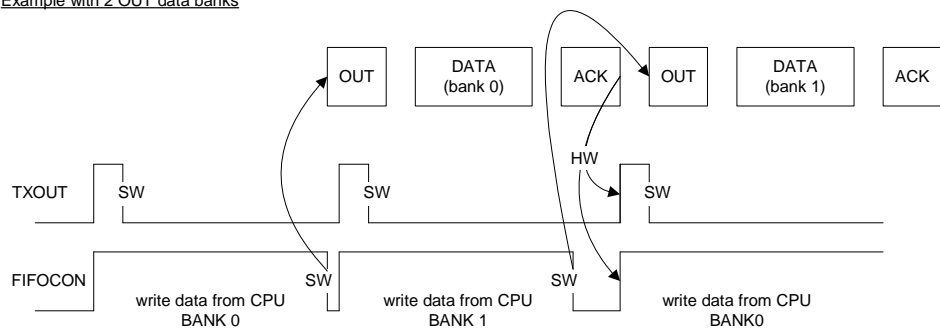 Example with 2 OUT data banks
OUT
DATA
(bank 0)
ACK
OUT
DATA
(bank 1)
ACK
HW
TXOUT
SW
SW
SW
FIFOCON
SW
SW
write data from CPU
BANK 0
write data from CPU
BANK 1
write data from CPU
BANK0